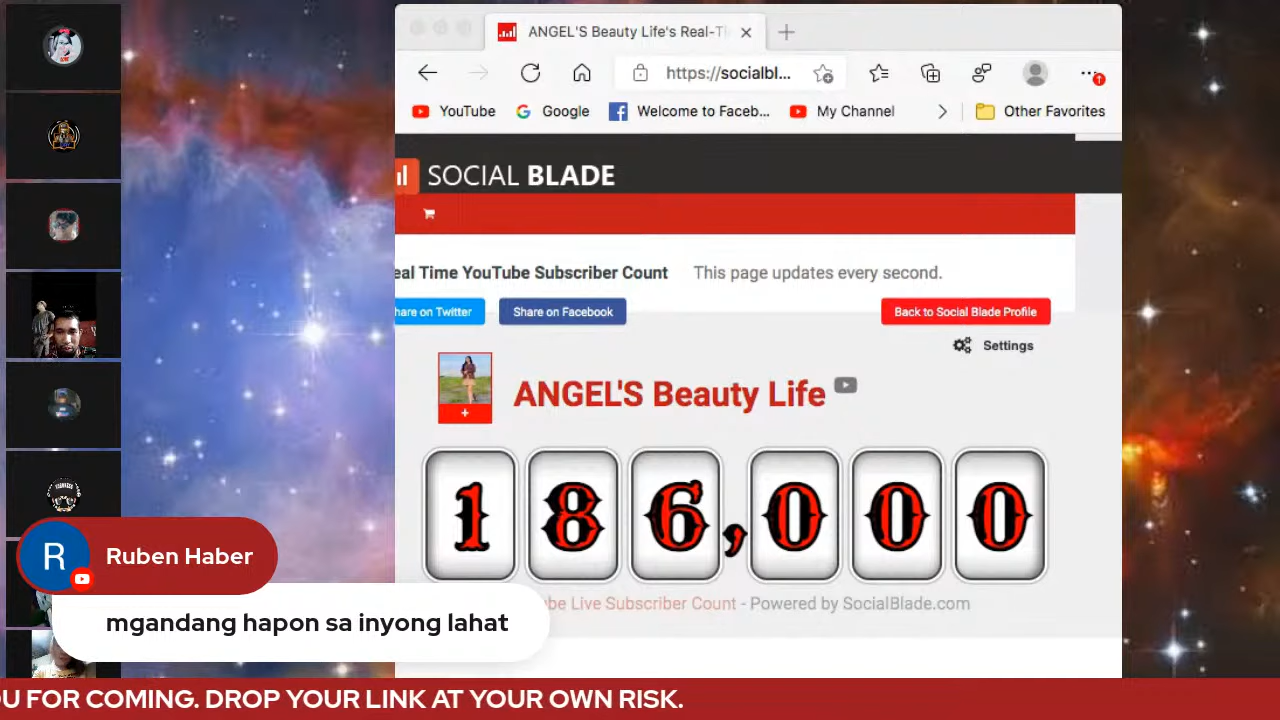 ANGEL'S Beauty Life's Real-Ti
https://socialbl...
YouTube
Google
Welcome to Faceb...
My Channel
Other Favorites
SOCIAL BLADE
eal Time YouTube Subscriber Count
This page updates every second.
hare on Twitter
Share on Facebook
Back to Social Blade Profile
Settings
ANGEL'S Beauty Life
186,000
be Live Subscriber Count - Powered by SocialBlade.com
R
Ruben Haber
mgandang hapon sa inyong lahat
OU FOR COMING. DROP YOUR LINK AT YOUR OWN RISK.